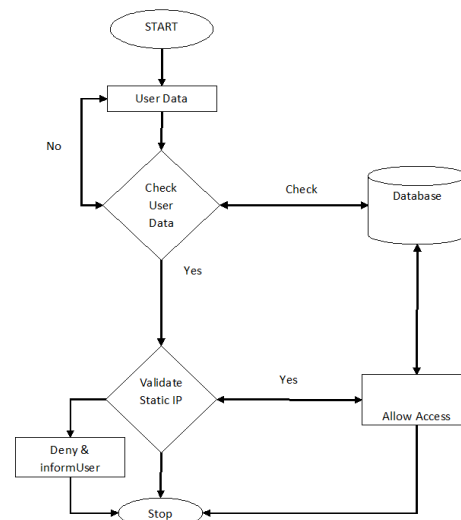 START
User Data
No
Check
User
Data
Check
Database
Yes
Validate
Static IP
Yes
Allow Access
Deny &
informUser
Stop